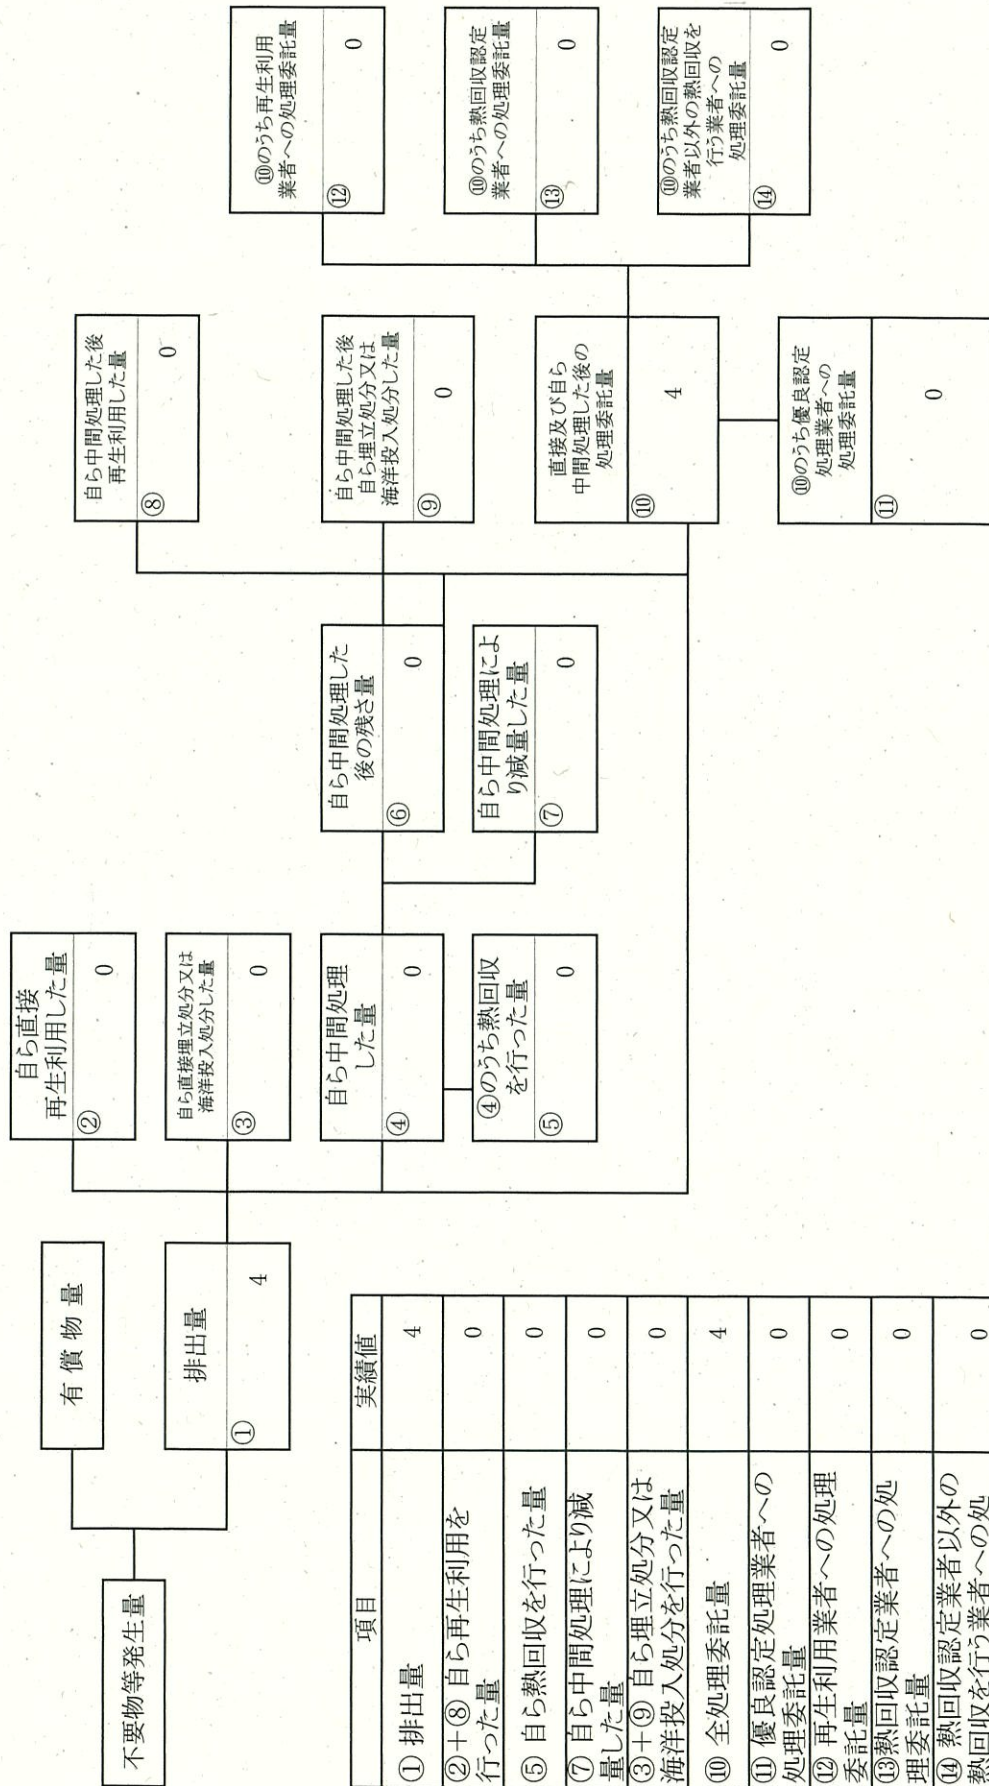 不要物等発生量
有償物量
排出量
①
4
自ら直接
再生利用した量
②
0
自ら直接埋立処分又は
海洋投入処分した量
③
0
自ら中間処理
した量
④
0
④のうち熱回収
を行った量
⑤
0
自ら中間処理した
後の残さ量
⑥
0
自ら中間処理によ
り減量した量
⑦
0
自ら中間処理した後
再生利用した量
⑧
0
自ら中間処理した後
自ら埋立処分又は
海洋投入処分した量
⑨
0
直接及び自ら
中間処理した後の
処理委託量
⑩
4
⑩のうち優良認定
処理業者への
処理委託量
⑪
0
⑩のうち再生利用
業者への処理委託量
⑫
0
⑩のうち熱回収認定
業者への処理委託量
⑬
0
⑩のうち熱回収認定
業者以外の熱回収を
行う業者への
処理委託量
⑭
0
項目 実績値
① 排出量 4
②+⑧ 自ら再生利用を
行った量 0
⑤ 自ら熱回収を行った量 0
⑦ 自ら中間処理により減
量した量 0
③+⑨ 自ら埋立処分又は
海洋投入処分を行った量 0
⑩ 全処理委託量 4
⑪ 優良認定処理業者への
処理委託量 0
⑫ 再生利用業者への処理
委託量 0
⑬熱回収認定業者への処
理委託量 0
⑭ 熱回収認定業者以外の
熱回収を行う業者への処 0